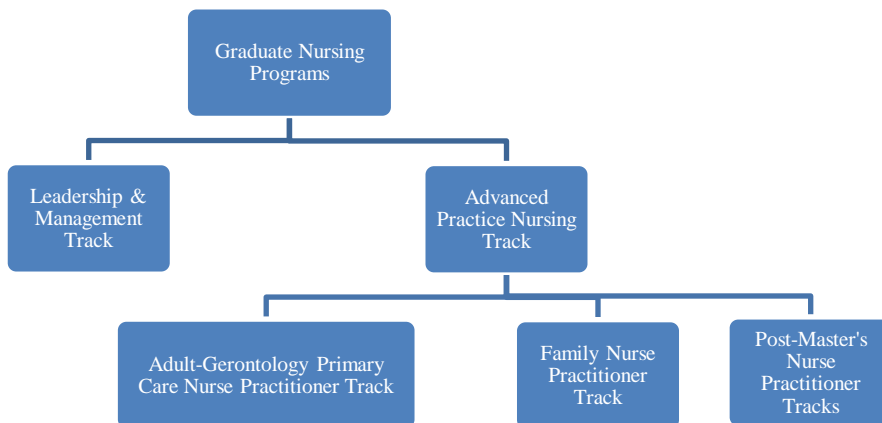 Graduate Nursing
Programs
Leadership &
Management
Track
Advanced
Practice Nursing
Track
Adult-Gerontology Primary
Care Nurse Practitioner Track
Family Nurse
Practitioner
Track
Post-Master's
Nurse
Practitioner
Tracks